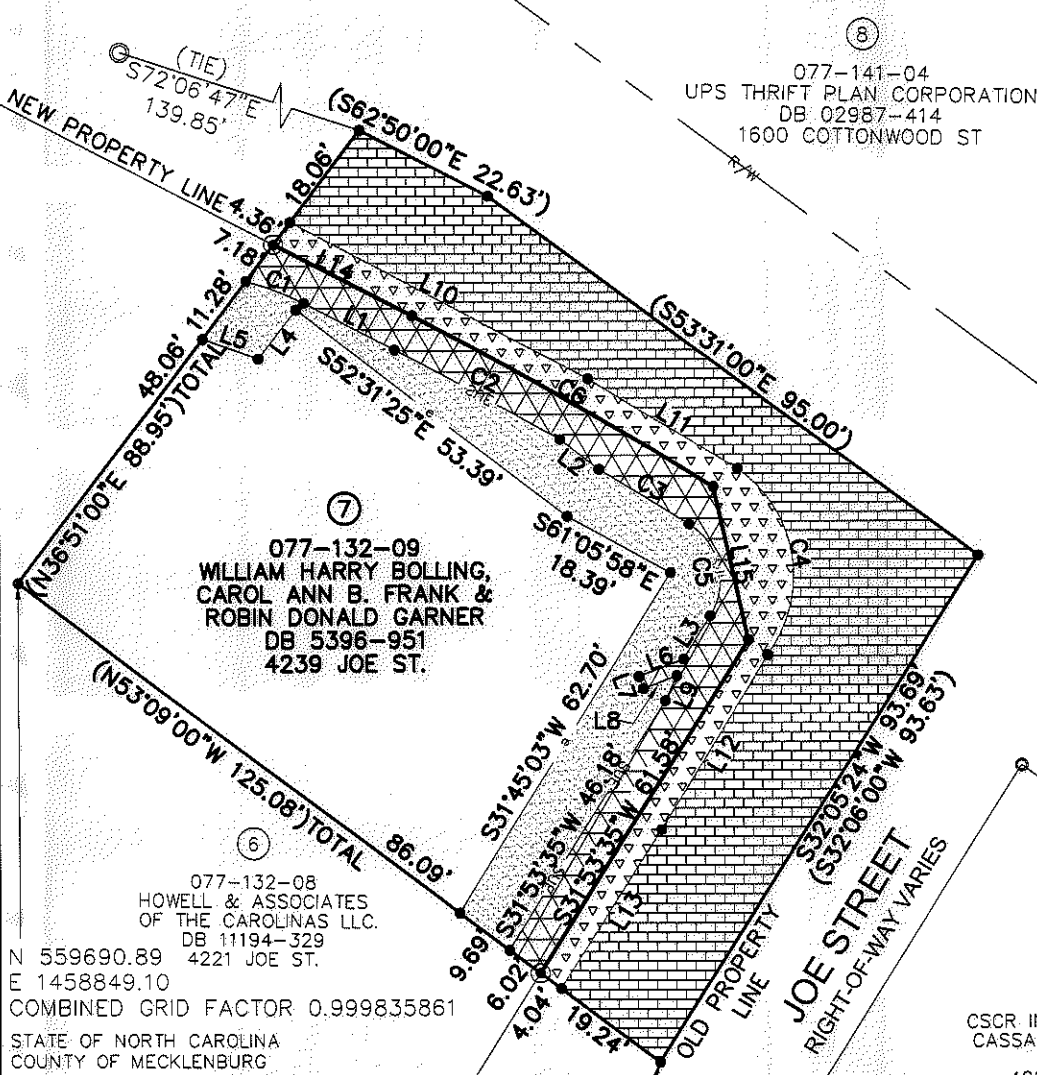 8
077-141-04
UPS THRIFT PLAN CORPORATION
DB 02987-414
1600 COTTONWOOD ST
(TIE)
S72°06'47"E
139.85'
NEW PROPERTY LINE
(S62°50'00"E 22.63')
R/W
18.06'
4.36'
7.18'
11.28'
48.06'
(N36°51'00"E 88.95')TOTAL
L14
L10
C1
L1
L5
L4
C2
C6
L11
(S53°31'00"E 95.00')
S52°31'25"E 53.39'
L2
C3
S61°05'58"E
18.39'
C4
L15
C5
7
077-132-09
WILLIAM HARRY BOLLING,
CAROL ANN B. FRANK &
ROBIN DONALD GARNER
DB 5396-951
4239 JOE ST.
L3
L6
L7
L9
L8
L12
L13
S31°45'03"W 62.70'
S31°53'35"W 46.18'
S31°53'35"W 61.58'
S32°05'24"W 93.69'
(S32°06'00"W 93.63')
(N53°09'00"W 125.08')TOTAL
86.09'
9.69'
6.02'
4.04'
19.24'
6
077-132-08
HOWELL & ASSOCIATES
OF THE CAROLINAS LLC.
DB 11194-329
4221 JOE ST.
N 559690.89
E 1458849.10
COMBINED GRID FACTOR 0.999835861
STATE OF NORTH CAROLINA
COUNTY OF MECKLENBURG
OLD PROPERTY
LINE
JOE STREET
RIGHT-OF-WAY VARIES
CSCR
CASSA